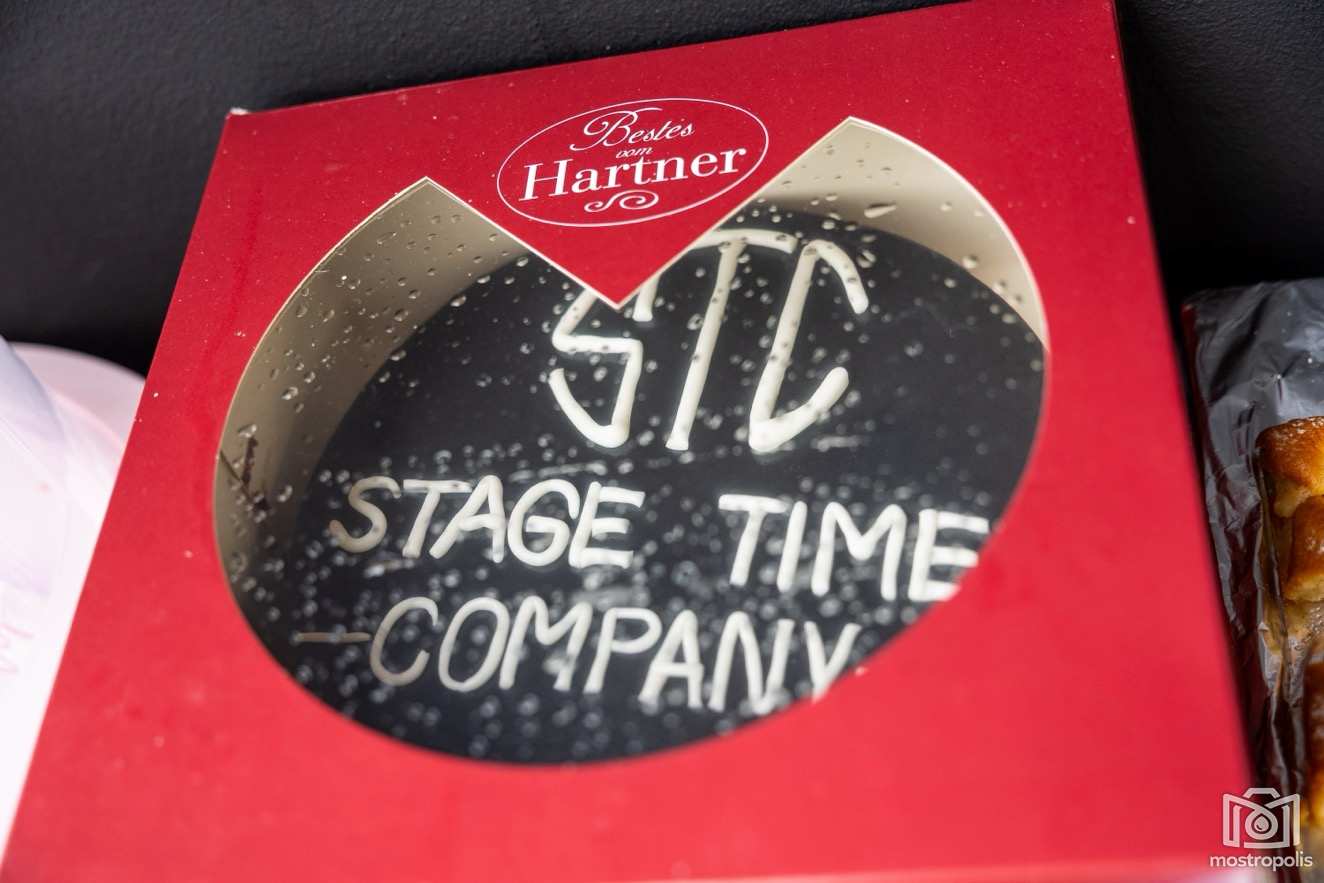 Bestes
vom
Hartner
STC
STAGE TIME
-COMPANY
mostropolis